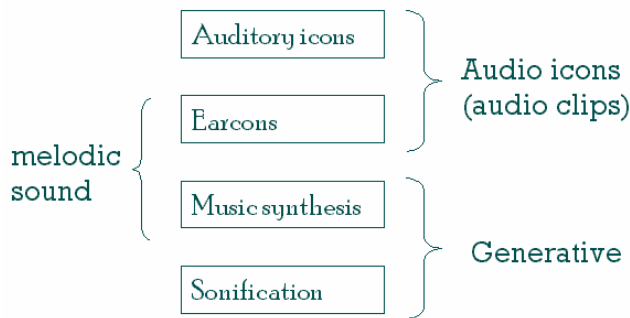 Auditory icons
Audio icons
(audio clips)
Earcons
melodic
sound
Music synthesis
Generative
Sonification